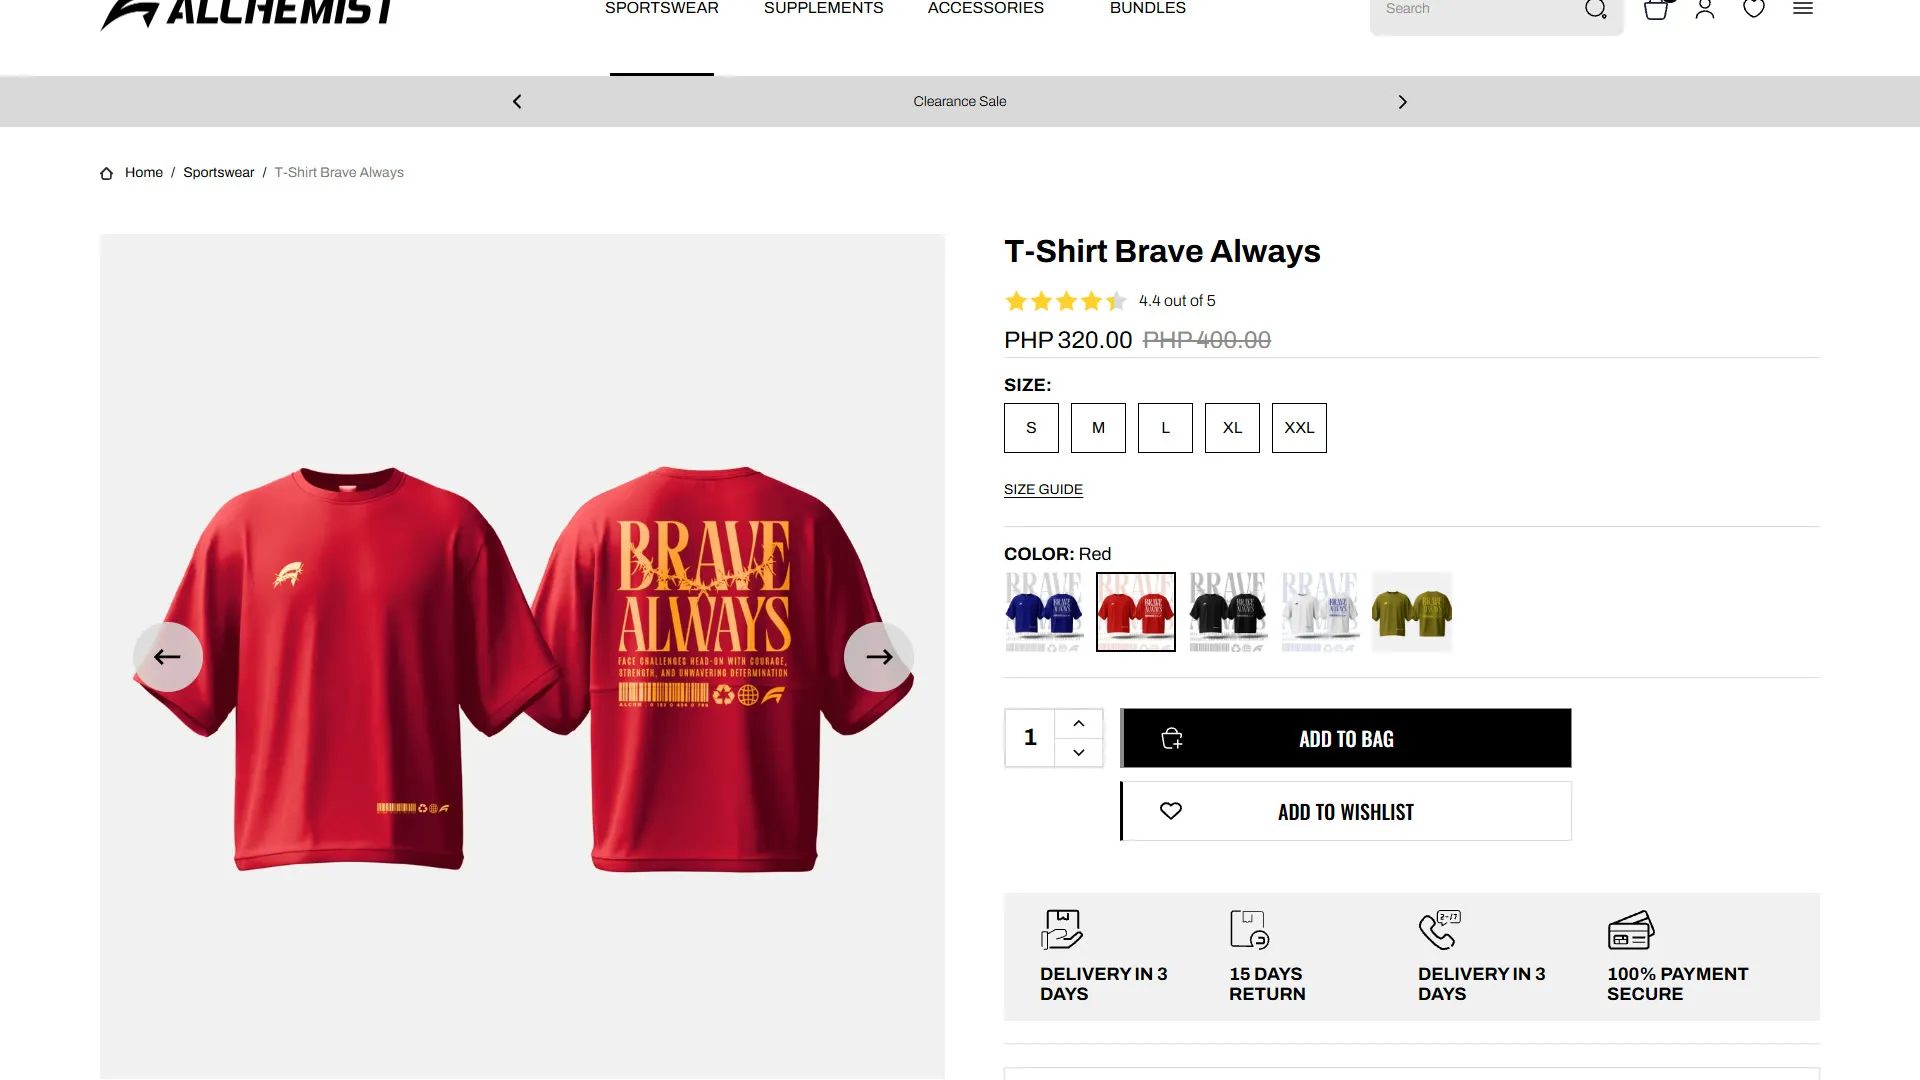 ALLCHEMIST
SPORTSWEAR
SUPPLEMENTS
ACCESSORIES
BUNDLES
Search
Clearance Sale
Home / Sportswear / T-Shirt Brave Always
T-Shirt Brave Always
4.4 out of 5
PHP 320.00 PHP 400.00
SIZE:
S
M
L
XL
XXL
SIZE GUIDE
COLOR: Red
BRAVE
ALWAYS
FACE CHALLENGES HEAD-ON WITH COURAGE,
STRENGTH, AND UNWAVERING DETERMINATION
1
ADD TO BAG
ADD TO WISHLIST
DELIVERY IN 3
DAYS
15 DAYS
RETURN
24/7
DELIVERY IN 3
DAYS
100% PAYMENT
SECURE